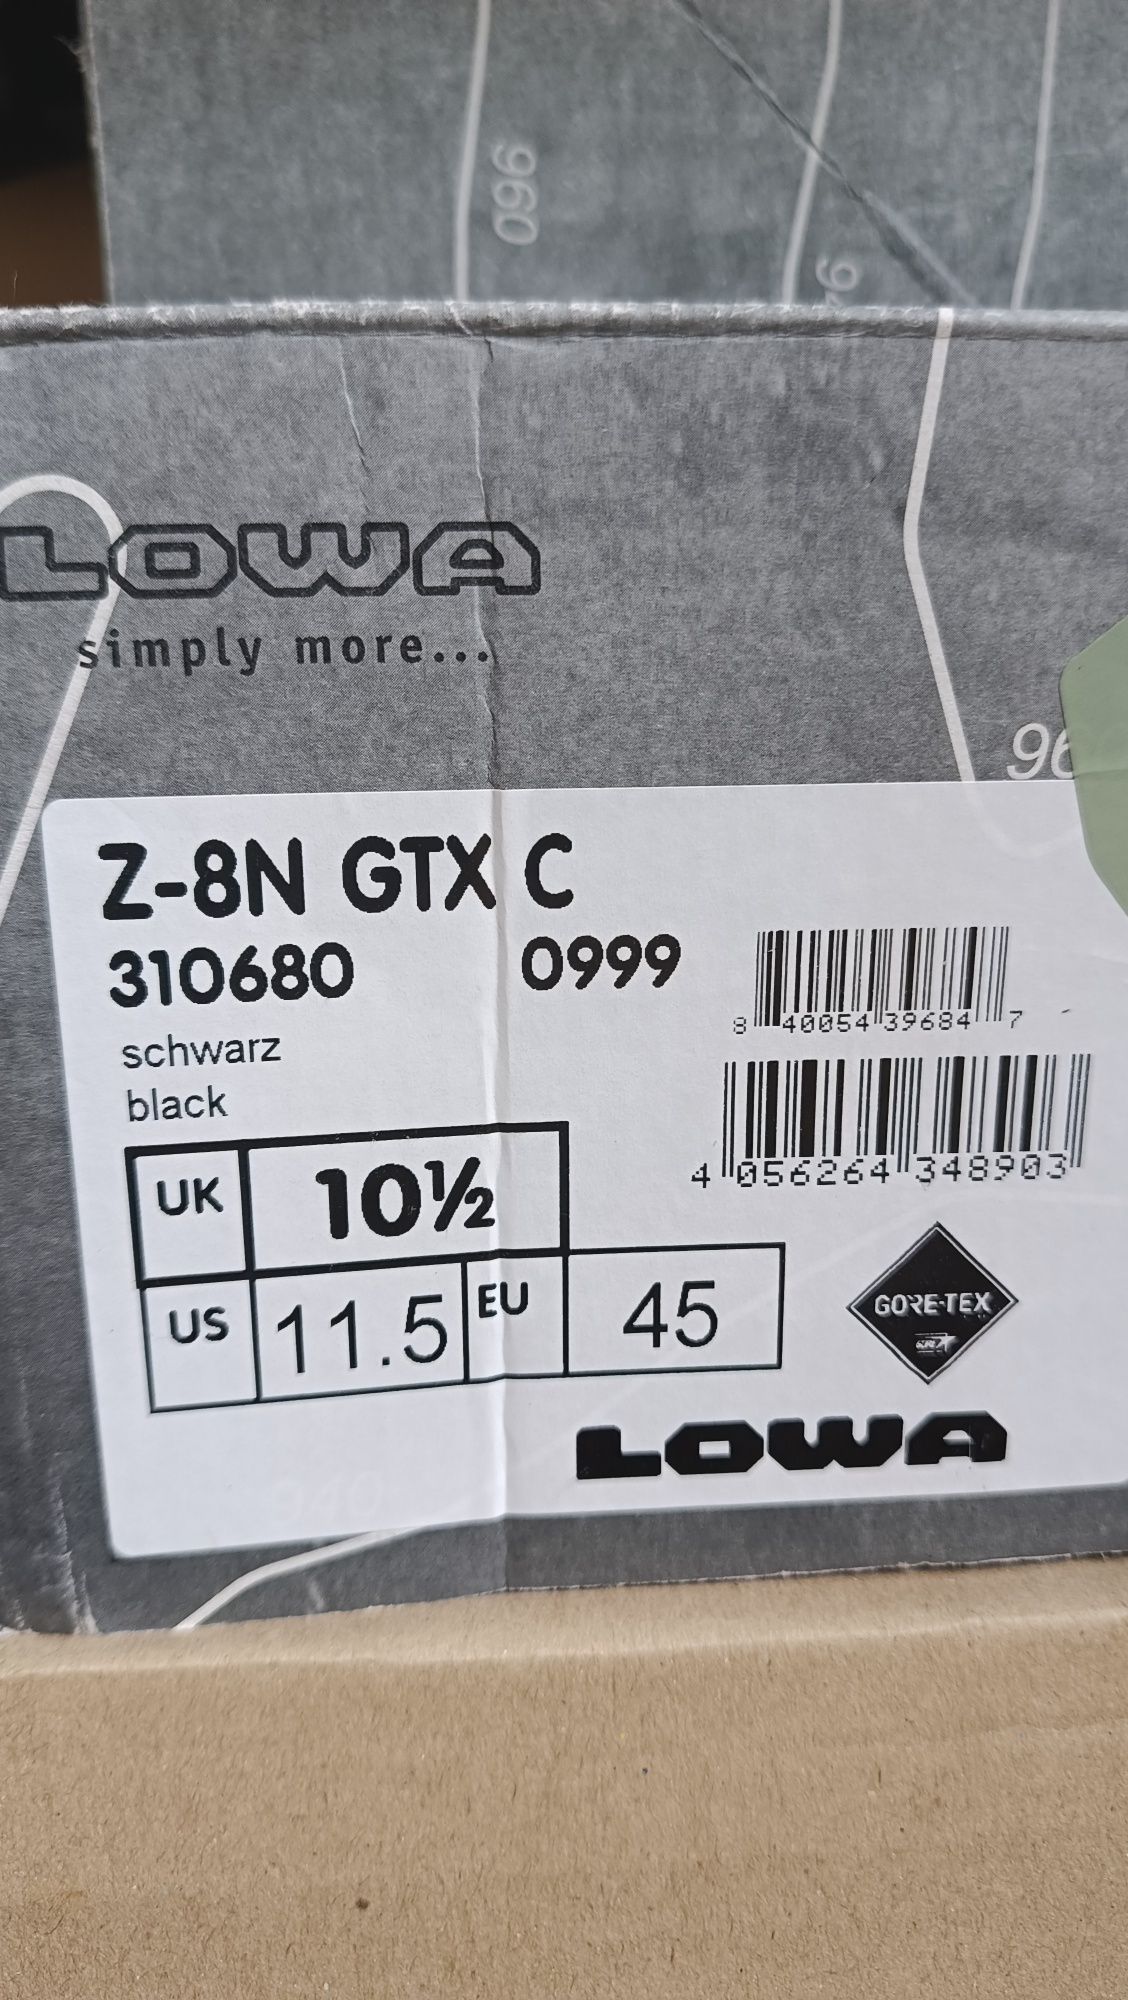 096
LOWA
simply more...
96
Z-8N GTX C
310680 0999
schwarz
black
8 40054 39684 7
4 056264 348903
UK 10½
US 11.5 EU 45
GORE-TEX
LOWA